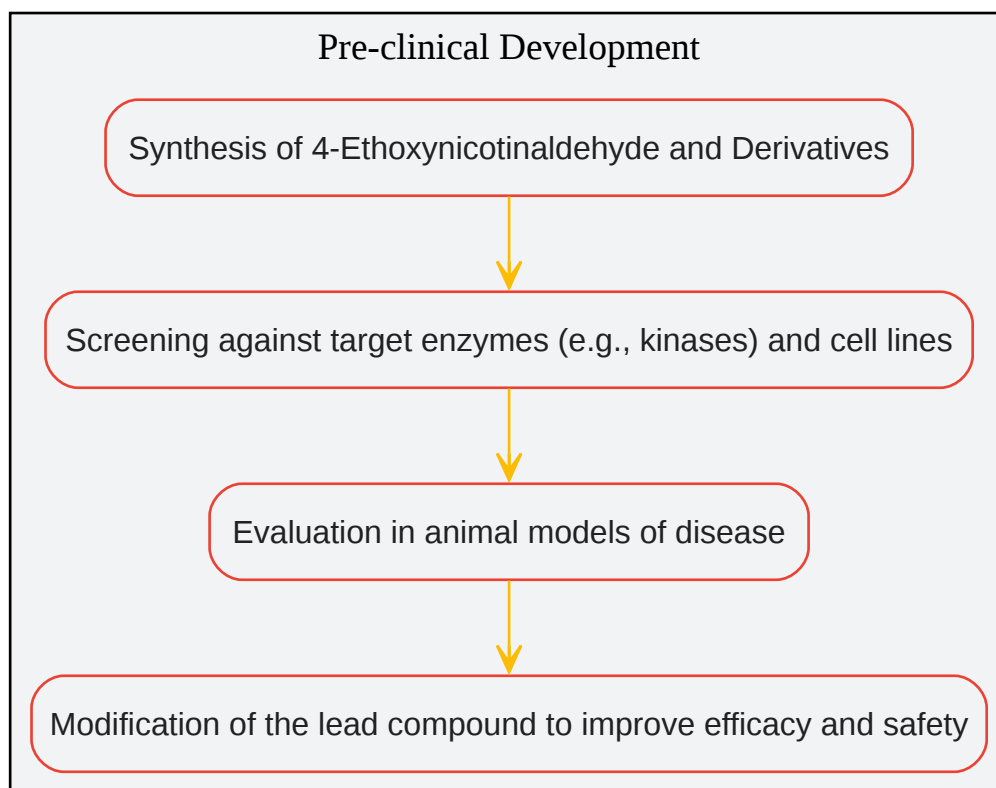 Pre-clinical Development
Synthesis of 4-Ethoxynicotinaldehyde and Derivatives
Screening against target enzymes (e.g., kinases) and cell lines
Evaluation in animal models of disease
Modification of the lead compound to improve efficacy and safety